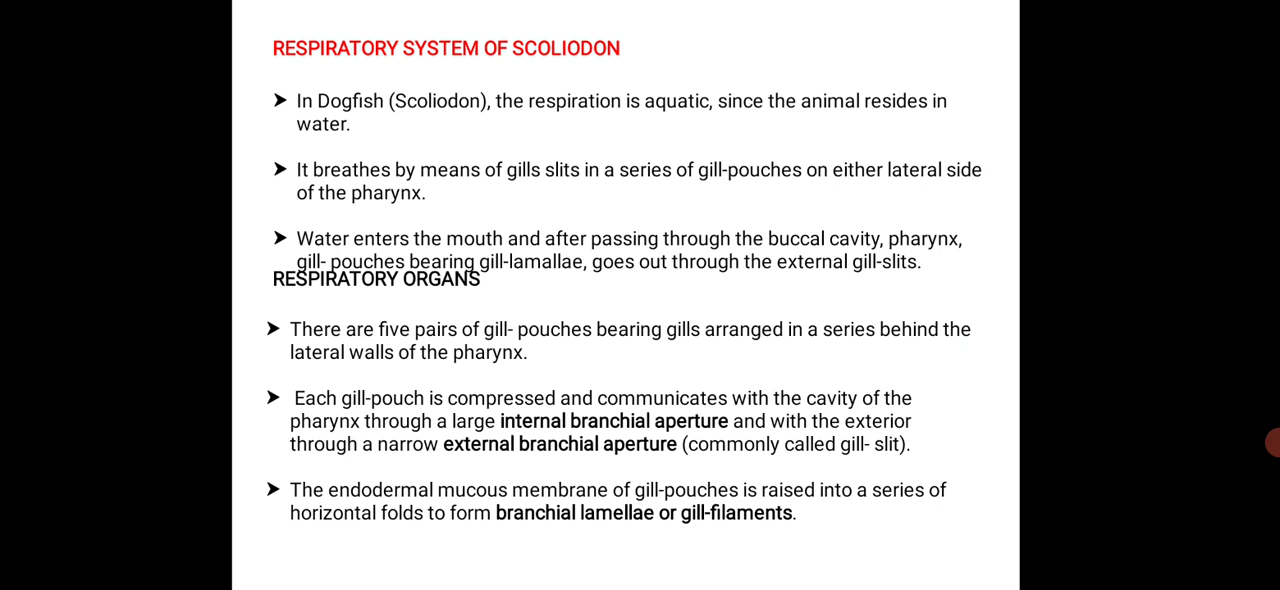 RESPIRATORY SYSTEM OF SCOLIODON
➤ In Dogfish (Scoliodon), the respiration is aquatic, since the animal resides in
water.
➤ It breathes by means of gills slits in a series of gill-pouches on either lateral side
of the pharynx.
➤ Water enters the mouth and after passing through the buccal cavity, pharynx,
gill- pouches bearing gill-lamallae, goes out through the external gill-slits.
RESPIRATORY ORGANS
➤ There are five pairs of gill- pouches bearing gills arranged in a series behind the
lateral walls of the pharynx.
➤ Each gill-pouch is compressed and communicates with the cavity of the
pharynx through a large internal branchial aperture and with the exterior
through a narrow external branchial aperture (commonly called gill- slit).
➤ The endodermal mucous membrane of gill-pouches is raised into a series of
horizontal folds to form branchial lamellae or gill-filaments.